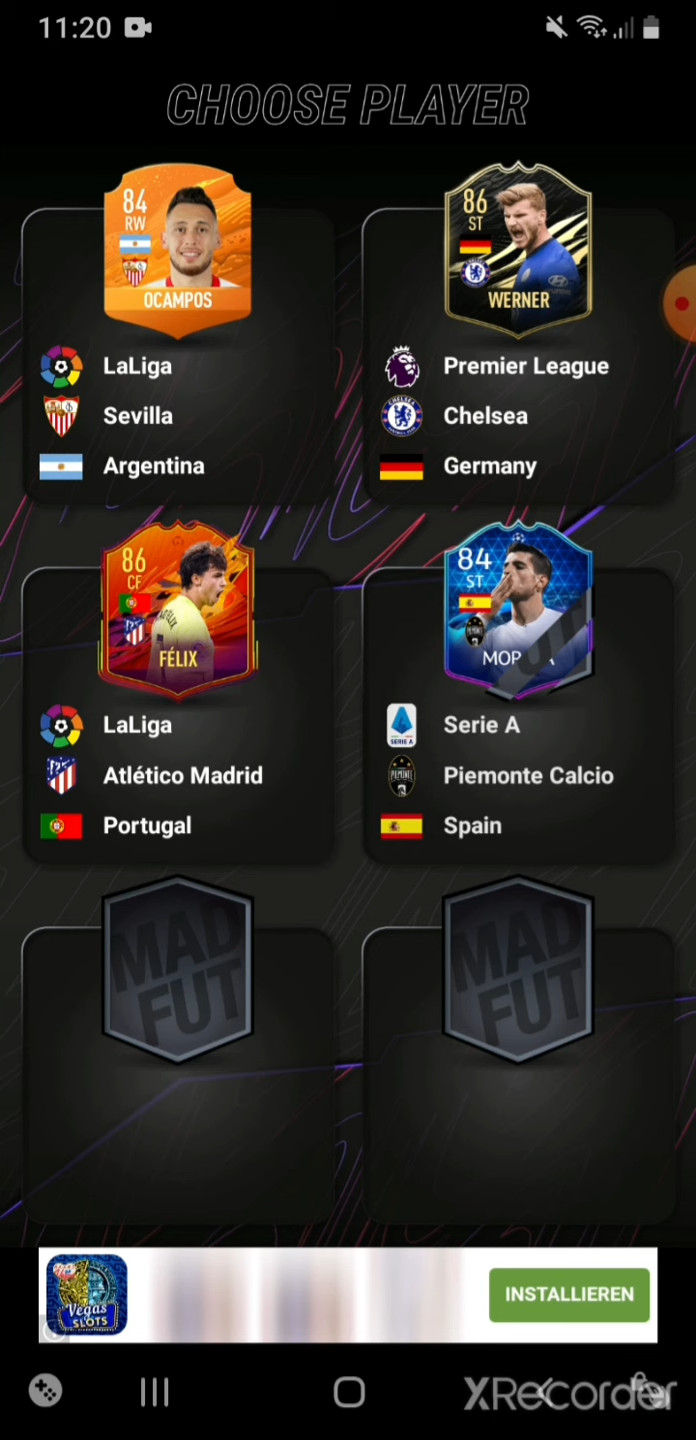 11:20
CHOOSE PLAYER
84
RW
OCAMPOS
86
ST
WERNER
LaLiga
Sevilla
Argentina
Premier League
Chelsea
Germany
86
CF
FÉLIX
84
ST
LaLiga
Atlético Madrid
Portugal
Serie A
Piemonte Calcio
Spain
MAD
FUT
MAD
FUT
Vegas
SLOTS
INSTALLIEREN
XRecorder